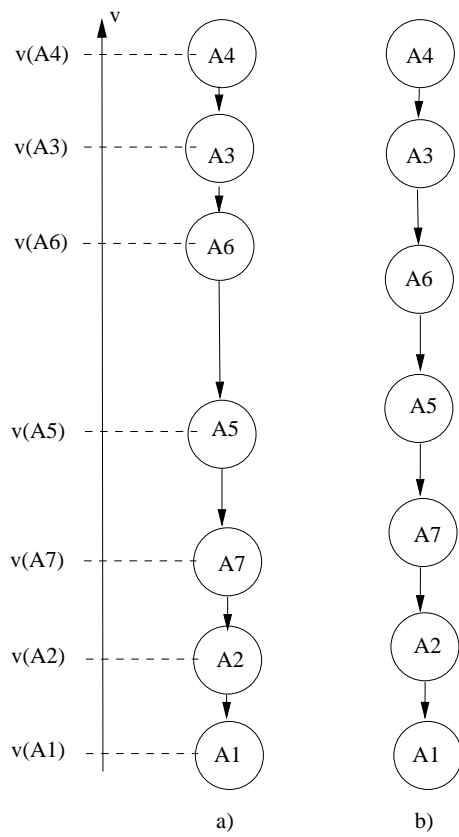 v
v(A4) A4 A4
v(A3) A3 A3
v(A6) A6 A6
v(A5) A5 A5
v(A7) A7 A7
v(A2) A2 A2
v(A1) A1 A1
a) b)